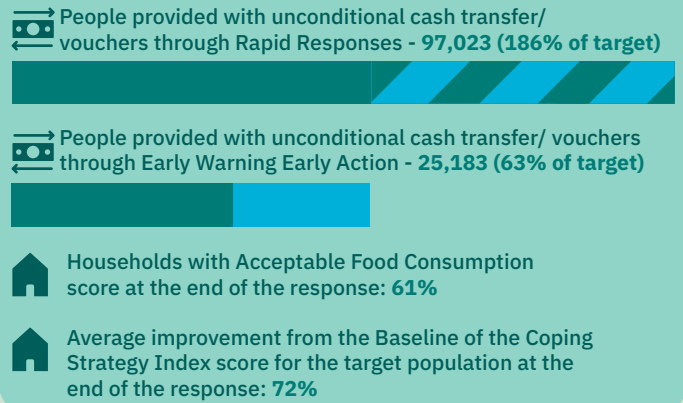 People provided with unconditional cash transfer/
vouchers through Rapid Responses - 97,023 (186% of target)
People provided with unconditional cash transfer/ vouchers
through Early Warning Early Action - 25,183 (63% of target)
Households with Acceptable Food Consumption
score at the end of the response: 61%
Average improvement from the Baseline of the Coping
Strategy Index score for the target population at the
end of the response: 72%